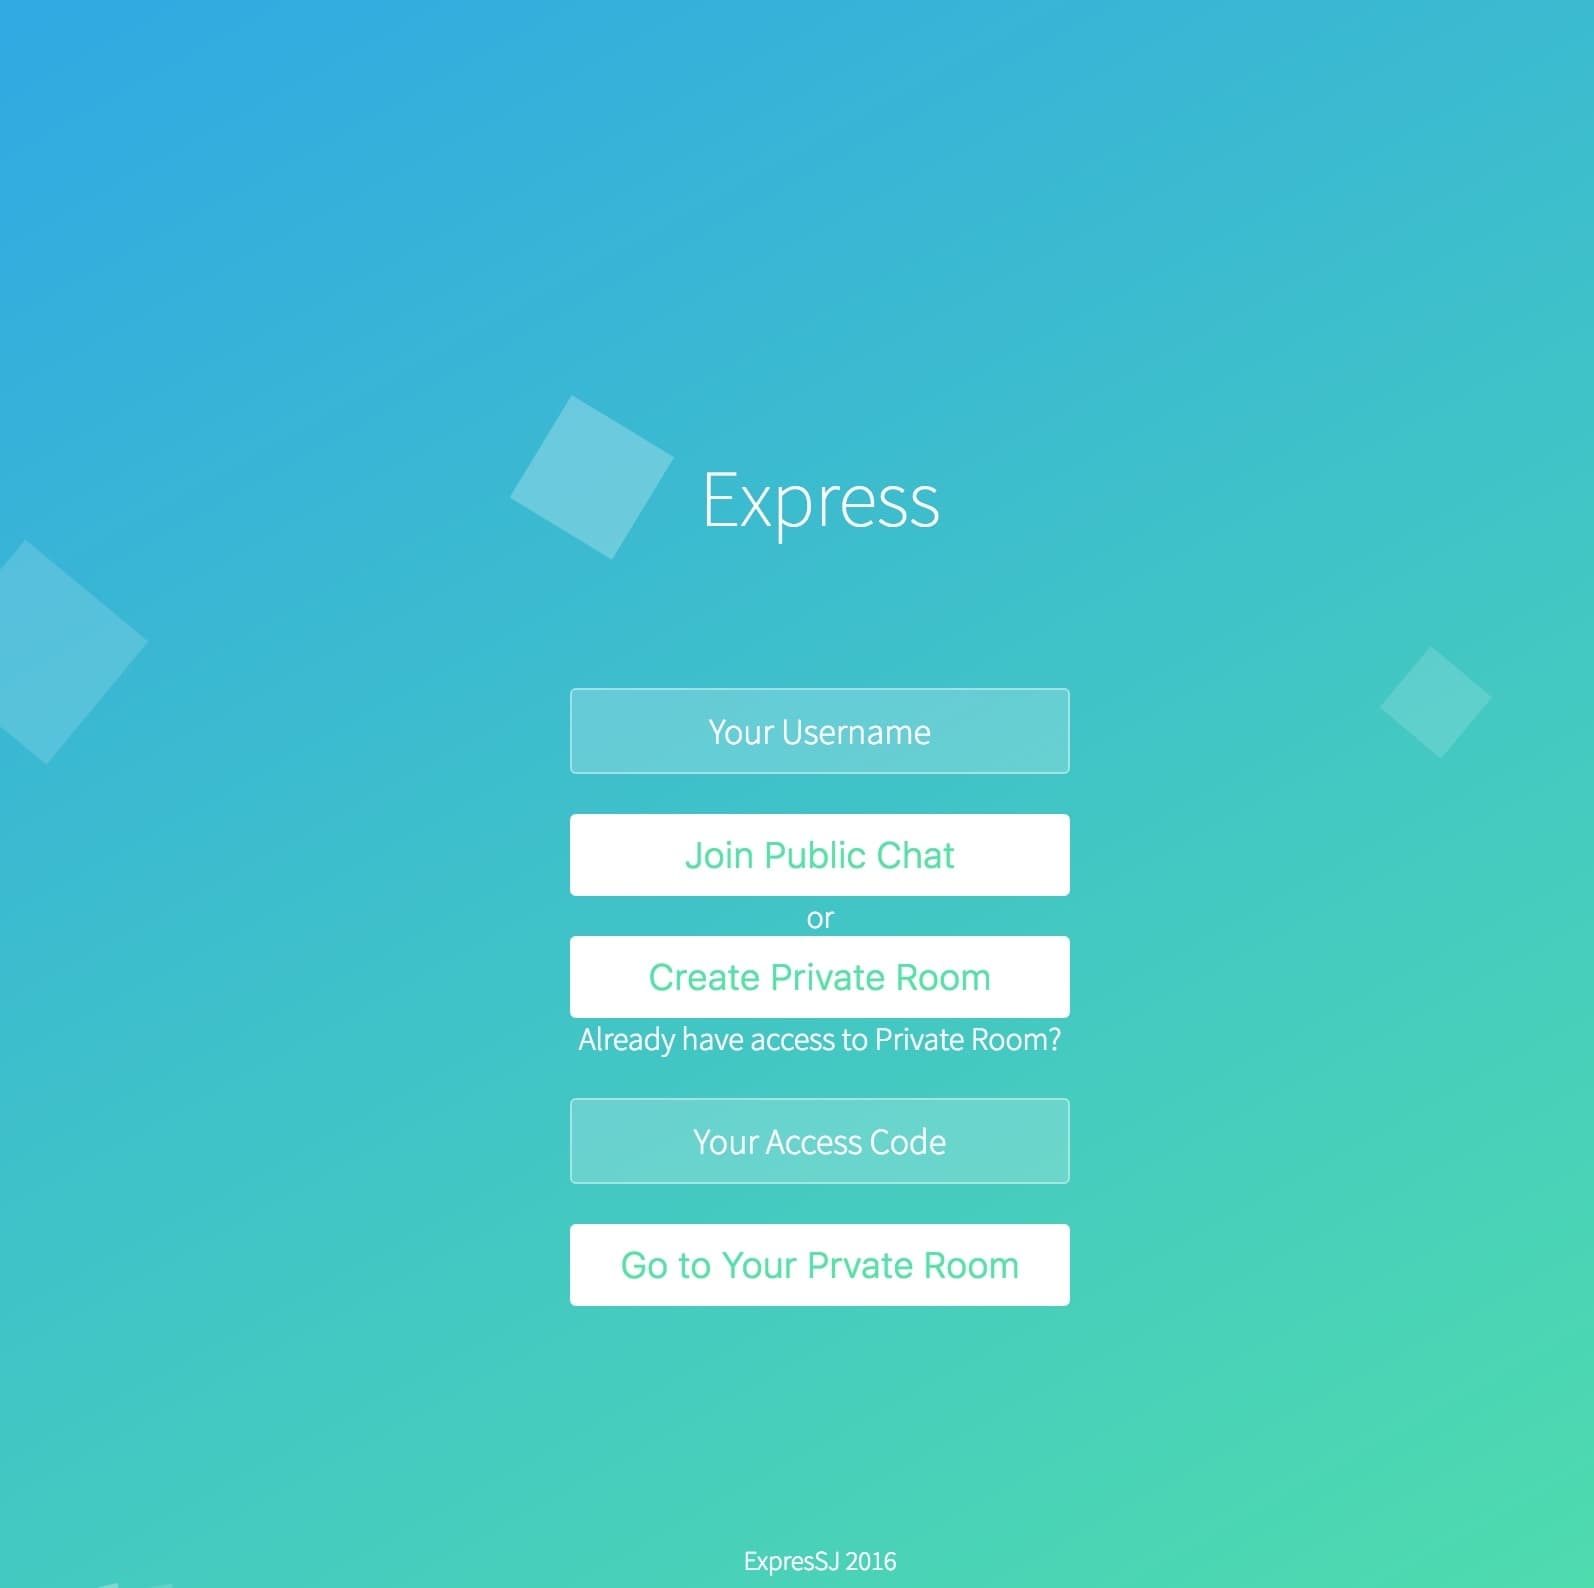 Express
Your Username
Join Public Chat
or
Create Private Room
Already have access to Private Room?
Your Access Code
Go to Your Prvate Room
ExpresSJ 2016